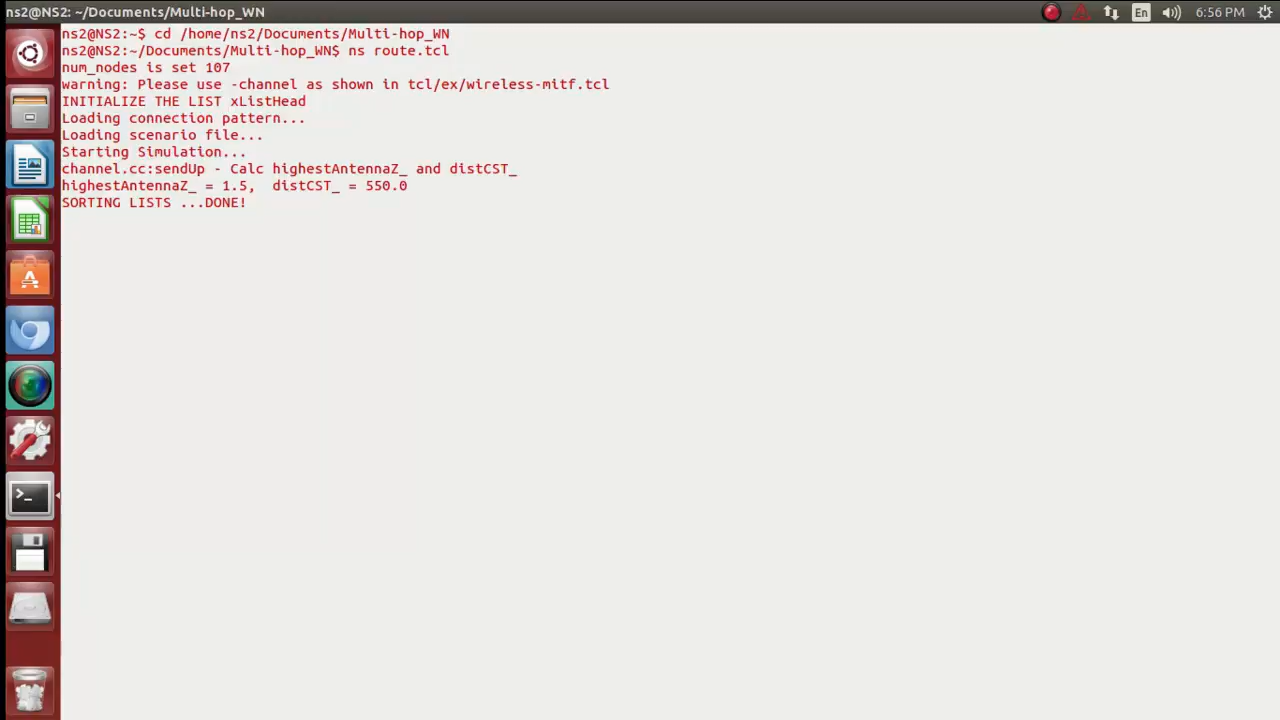 ns2@NS2: ~/Documents/Multi-hop_WN
En
6:56 PM
ns2@NS2:~$ cd /home/ns2/Documents/Multi-hop_WN
ns2@NS2:~/Documents/Multi-hop_WN$ ns route.tcl
num_nodes is set 107
warning: Please use -channel as shown in tcl/ex/wireless-mitf.tcl
INITIALIZE THE LIST xListHead
Loading connection pattern...
Loading scenario file...
Starting Simulation...
channel.cc:sendUp - Calc highestAntennaZ_ and distCST_
highestAntennaZ_ = 1.5,  distCST_ = 550.0
SORTING LISTS ...DONE!